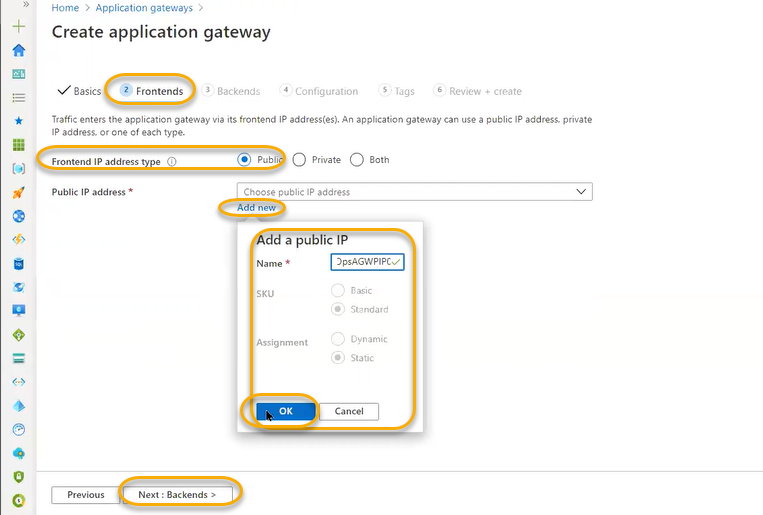 »
Home > Application gateways >
Create application gateway
Basics
2 Frontends
3 Backends
4 Configuration
5 Tags
6 Review + create
Traffic enters the application gateway via its frontend IP address(es). An application gateway can use a public IP address, private
IP address, or one of each type.
Frontend IP address type
Public
Private
Both
Public IP address *
Choose public IP address
Add new
Add a public IP
Name *
OpsAGWPIP0
SKU
Basic
Standard
Assignment
Dynamic
Static
OK
Cancel
Previous
Next : Backends >